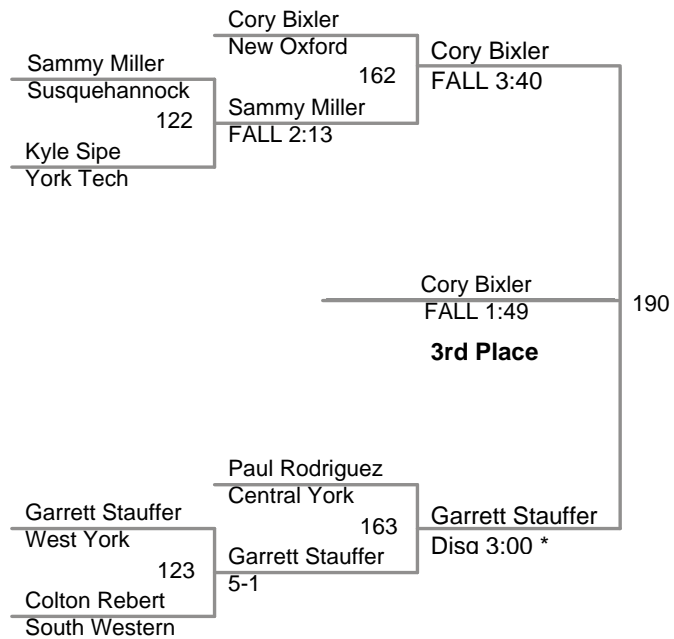 Cory Bixler
New Oxford
Sammy Miller
Susquehannock
162
Cory Bixler
FALL 3:40
122
Sammy Miller
FALL 2:13
Kyle Sipe
York Tech
Cory Bixler
FALL 1:49
190
3rd Place
Paul Rodriguez
Central York
Garrett Stauffer
West York
163
Garrett Stauffer
Disq 3:00 *
123
Garrett Stauffer
5-1
Colton Rebert
South Western